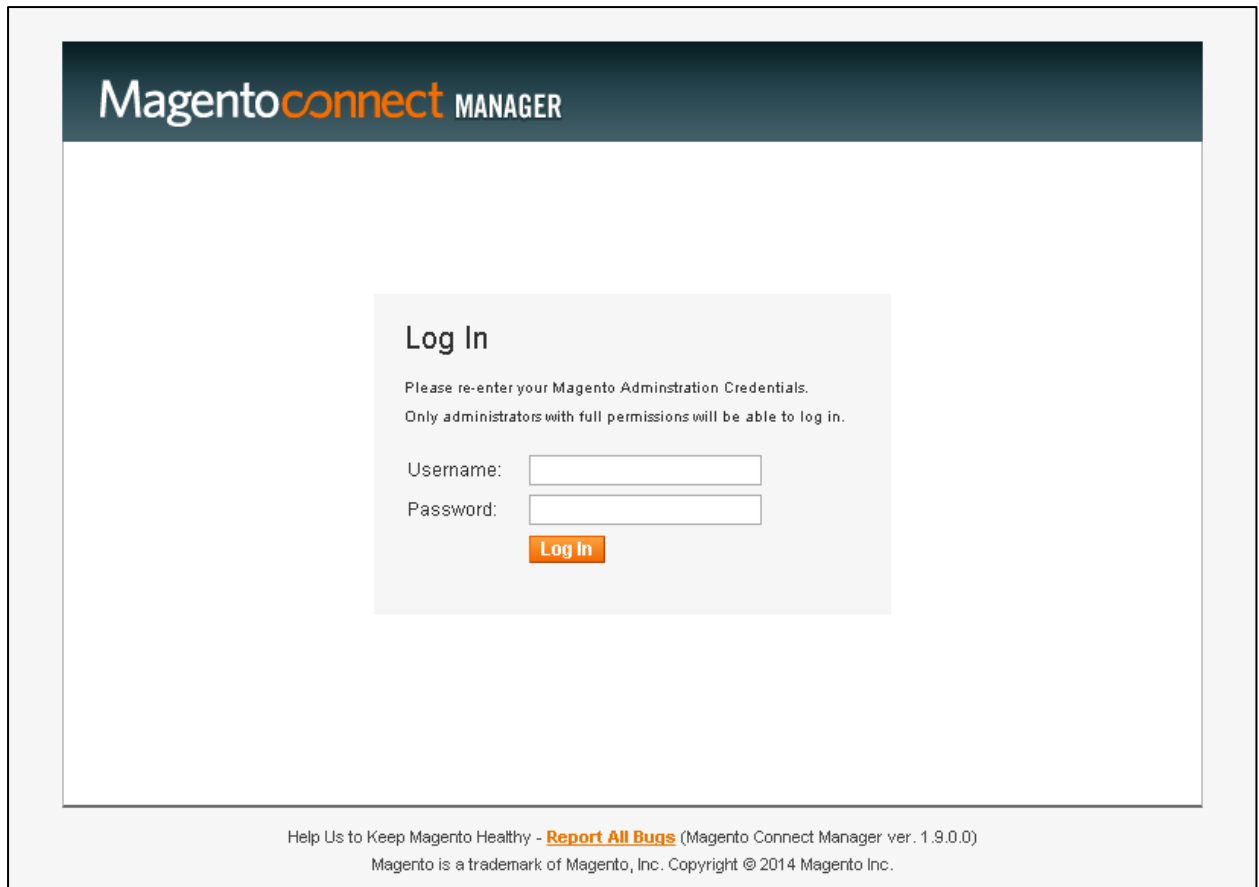 Magentoconnect MANAGER
Log In
Please re-enter your Magento Adminstration Credentials.
Only administrators with full permissions will be able to log in.
Username:
Password:
Log In
Help Us to Keep Magento Healthy - Report All Bugs (Magento Connect Manager ver. 1.9.0.0)
Magento is a trademark of Magento, Inc. Copyright © 2014 Magento Inc.